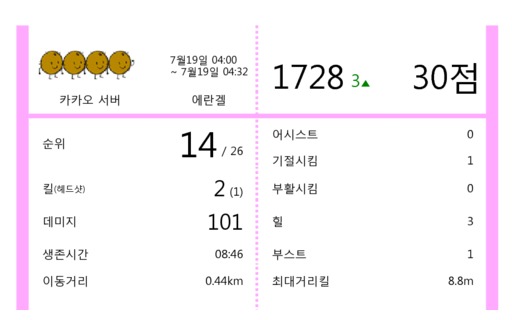 7월19일 04:00
~ 7월19일 04:32
카카오 서버
에란겔
1728 3▲ 30점
순위 14 / 26
킬(헤드샷) 2 (1)
데미지 101
생존시간 08:46
이동거리 0.44km
어시스트 0
기절시킴 1
부활시킴 0
힐 3
부스트 1
최대거리킬 8.8m